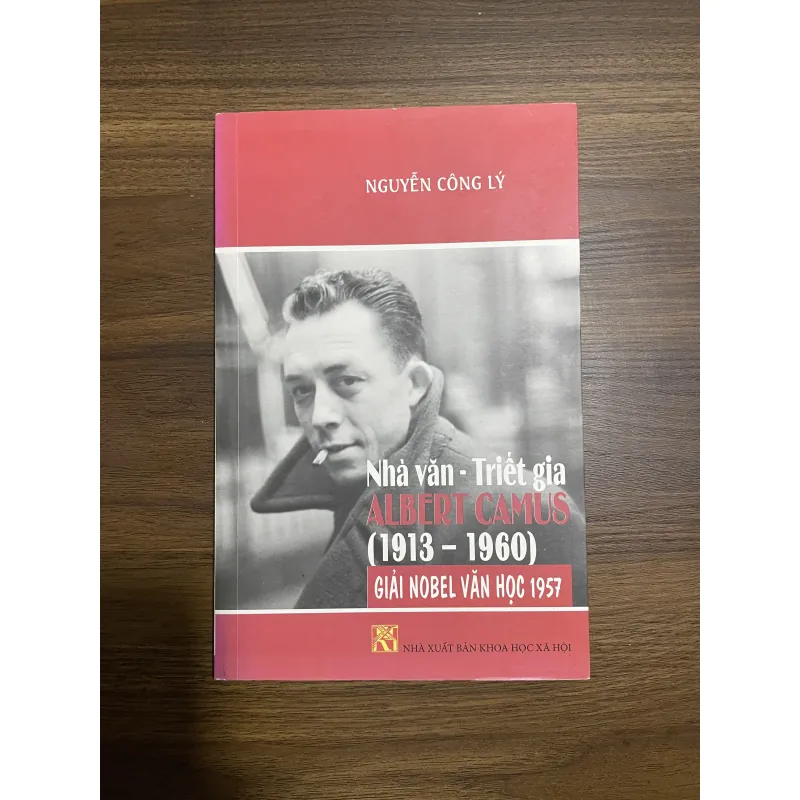 NGUYỄN CÔNG LÝ
Nhà văn - Triết gia
ALBERT CAMUS
(1913 – 1960)
GIẢI NOBEL VĂN HỌC 1957
NHÀ XUẤT BẢN KHOA HỌC XÃ HỘI